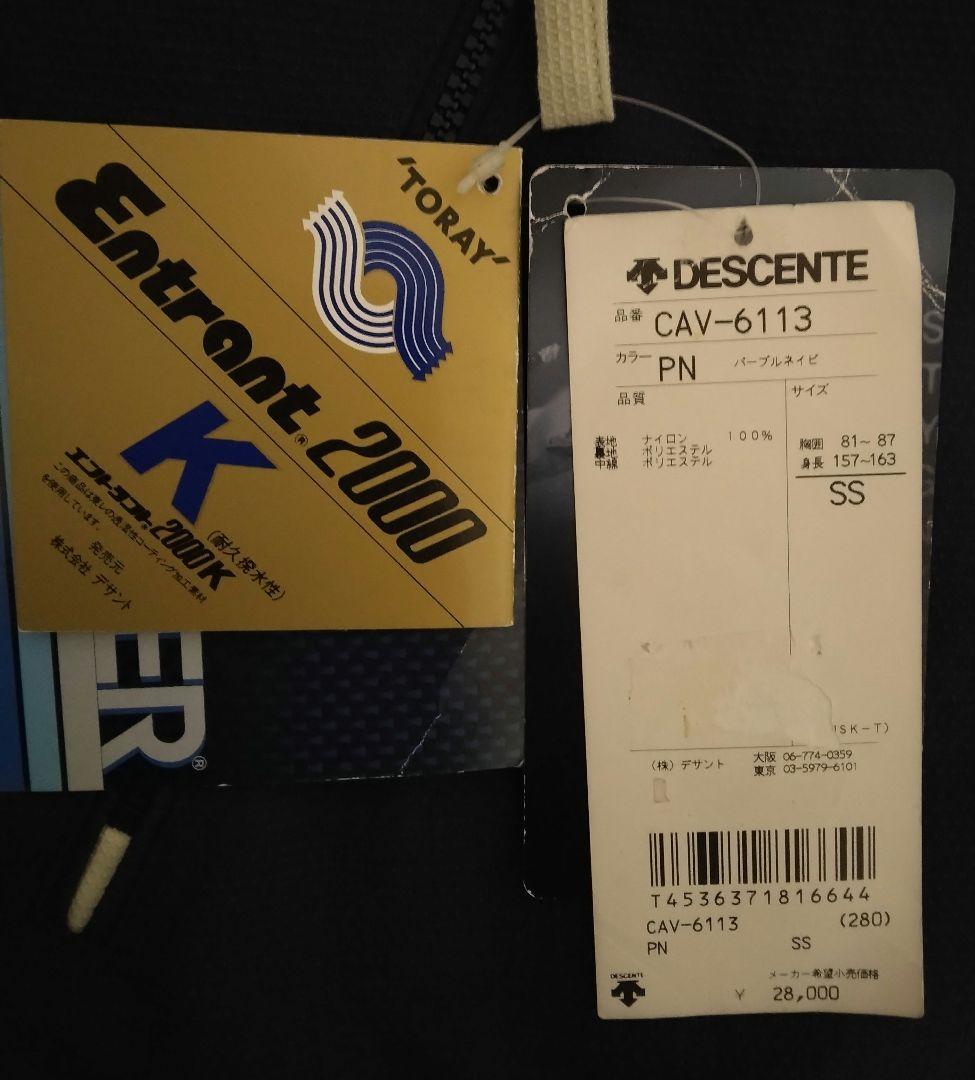 'TORAY'
Entrant® 2000
K
(耐久撥水性)
エントラント® 2000K
この商品は東レの透湿性コーティング加工素材
を使用しています。
発売元
株式会社 デサント
ER®
DESCENTE
品番 CAV-6113
カラー PN パープルネイビ
品質
サイズ
表地 ナイロン 100%
裏地 ポリエステル
中綿 ポリエステル
胸囲 81~87
身長 157~163
SS
SK-T)
(株)デサント
大阪 06-774-0359
東京 03-5979-6101
T4536371816644
CAV-6113 (280)
PN SS
DESCENTE
メーカー希望小売価格
¥ 28,000